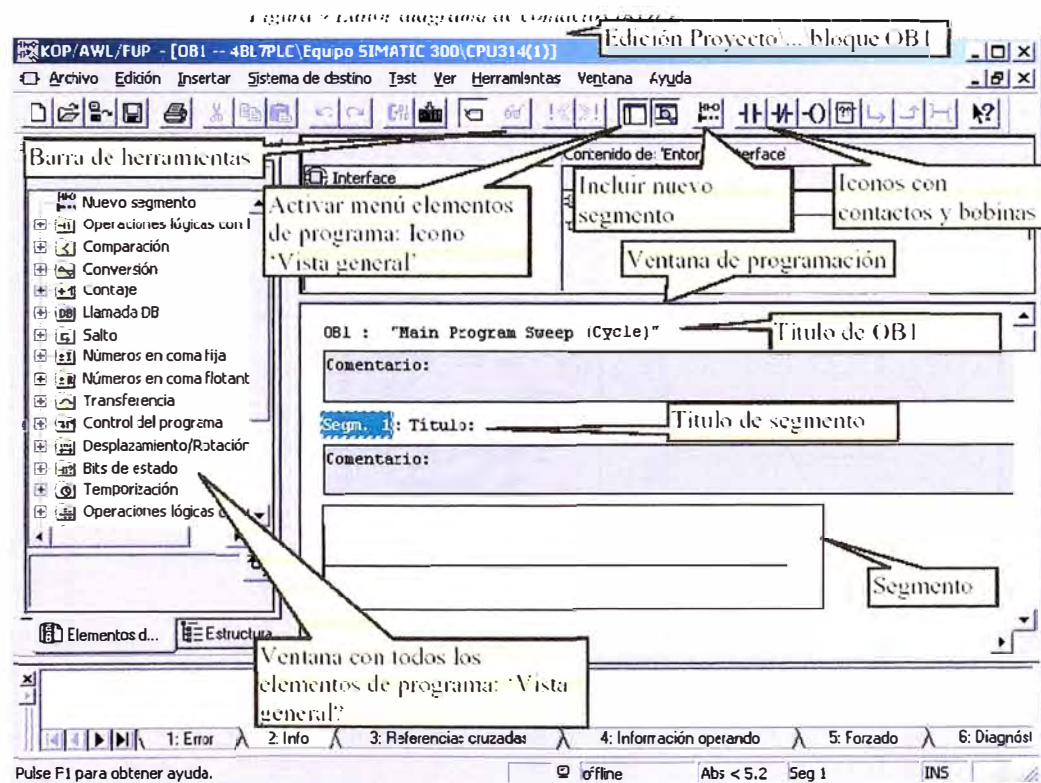 Figura 9 Editor diagrama de contactos
KOP/AWL/FUP - [OB1 -- 4BL7PLC\Equipo SIMATIC 300\CPU314(1)]
Edición Proyecto\...\bloque OB1
Archivo Edición Insertar Sistema de destino Test Ver Herramientas Ventana Ayuda
Barra de herramientas
Contenido de: 'Entor
erface'
Interface
Nuevo segmento
Operaciones lógicas con l
Comparación
Conversión
Contaje
Llamada DB
Salto
Números en coma fija
Números en coma flotant
Transferencia
Control del programa
Desplazamiento/Rotación
Bits de estado
Temporización
Operaciones lógicas
Activar menú elementos
de programa: Icono
'Vista general'
Incluir nuevo
segmento
Iconos con
contactos y bobinas
Ventana de programación
OB1 : "Main Program Sweep (Cycle)"
Titulo de OB1
Comentario:
Segm. 1: Título:
Titulo de segmento
Comentario:
Segmento
Elementos d...
Estructura
Ventana con todos los
elementos de programa: 'Vista
general?
1: Error
2: Info
3: Referencias cruzadas
4: Información operando
5: Forzado
6: Diagnóst
Pulse F1 para obtener ayuda.
offline
Abs < 5.2
Seg 1
INS